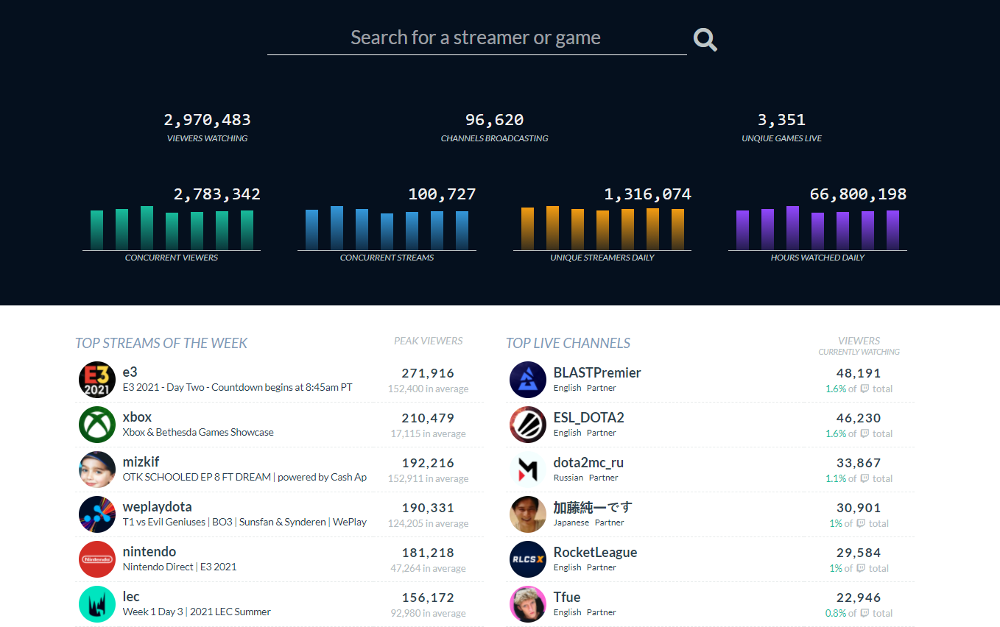 Search for a streamer or game
2,970,483
VIEWERS WATCHING
96,620
CHANNELS BROADCASTING
3,351
UNQIUE GAMES LIVE
2,783,342
CONCURRENT VIEWERS
100,727
CONCURRENT STREAMS
1,316,074
UNIQUE STREAMERS DAILY
66,800,198
HOURS WATCHED DAILY
TOP STREAMS OF THE WEEK
PEAK VIEWERS
E3
2021
e3
E3 2021 - Day Two - Countdown begins at 8:45am PT
271,916
152,400 in average
xbox
Xbox & Bethesda Games Showcase
210,479
17,115 in average
mizkif
OTK SCHOOLED EP 8 FT DREAM | powered by Cash Ap
192,216
152,911 in average
weplaydota
T1 vs Evil Geniuses | BO3 | Sunsfan & Synderen | WePlay
190,331
124,205 in average
Nintendo
nintendo
Nintendo Direct | E3 2021
181,218
47,264 in average
lec
Week 1 Day 3 | 2021 LEC Summer
156,172
92,980 in average
TOP LIVE CHANNELS
VIEWERS
CURRENTLY WATCHING
BLASTPremier
English Partner
48,191
1.6% of total
ESL_DOTA2
English Partner
46,230
1.6% of total
dota2mc_ru
Russian Partner
33,867
1.1% of total
加藤純一です
Japanese Partner
30,901
1% of total
RLCS X
RocketLeague
English Partner
29,584
1% of total
Tfue
English Partner
22,946
0.8% of total